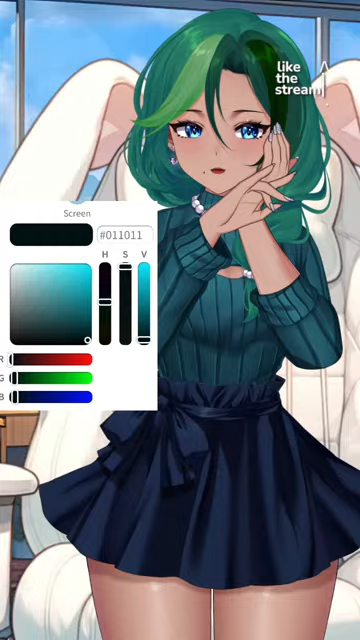 like
the
stream
Screen
#011011
H S V
R
G
B